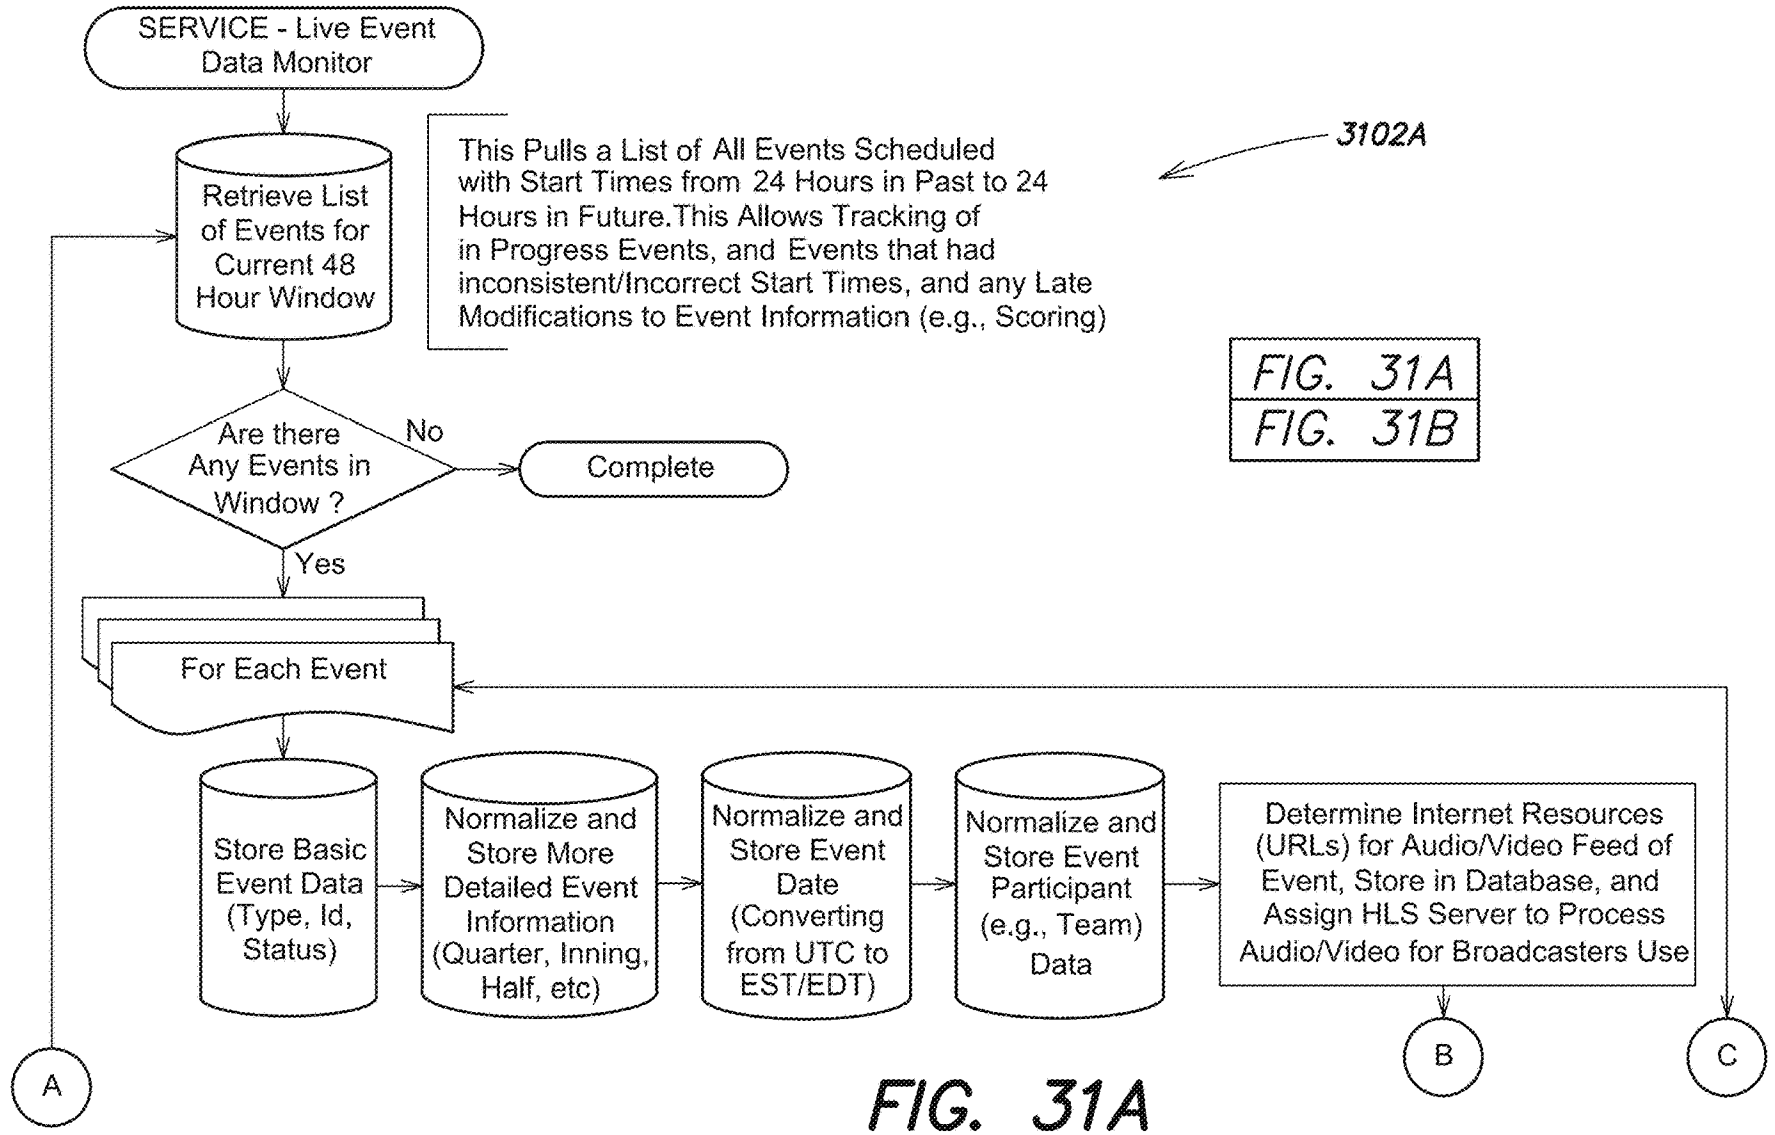 SERVICE - Live Event
Data Monitor
Retrieve List
of Events for
Current 48
Hour Window
This Pulls a List of All Events Scheduled
with Start Times from 24 Hours in Past to 24
Hours in Future.This Allows Tracking of
in Progress Events, and Events that had
inconsistent/Incorrect Start Times, and any Late
Modifications to Event Information (e.g., Scoring)
3102A
FIG. 31A
FIG. 31B
Are there
Any Events in
Window ?
No
Complete
Yes
For Each Event
Store Basic
Event Data
(Type, Id,
Status)
Normalize and
Store More
Detailed Event
Information
(Quarter, Inning,
Half, etc)
Normalize and
Store Event
Date
(Converting
from UTC to
EST/EDT)
Normalize and
Store Event
Participant
(e.g., Team)
Data
Determine Internet Resources
(URLs) for Audio/Video Feed of
Event, Store in Database, and
Assign HLS Server to Process
Audio/Video for Broadcasters Use
A
B
C
FIG. 31A